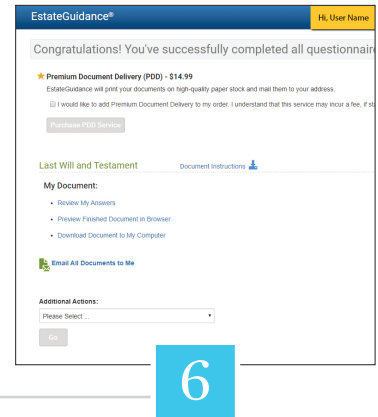 EstateGuidance®
Hi, User Name
Congratulations! You've successfully completed all questionnair
Premium Document Delivery (PDD) - $14.99
EstateGuidance will print your documents on high-quality paper stock and mail them to your address.
I would like to add Premium Document Delivery to my order. I understand that this service may incur a fee, if
Purchase PDD Service
Last Will and Testament
Document Instructions
My Document:
• Review My Answers
• Preview Finished Document in Browser
• Download Document to My Computer
Email All Documents to Me
Additional Actions:
Please Select ...
Go
6